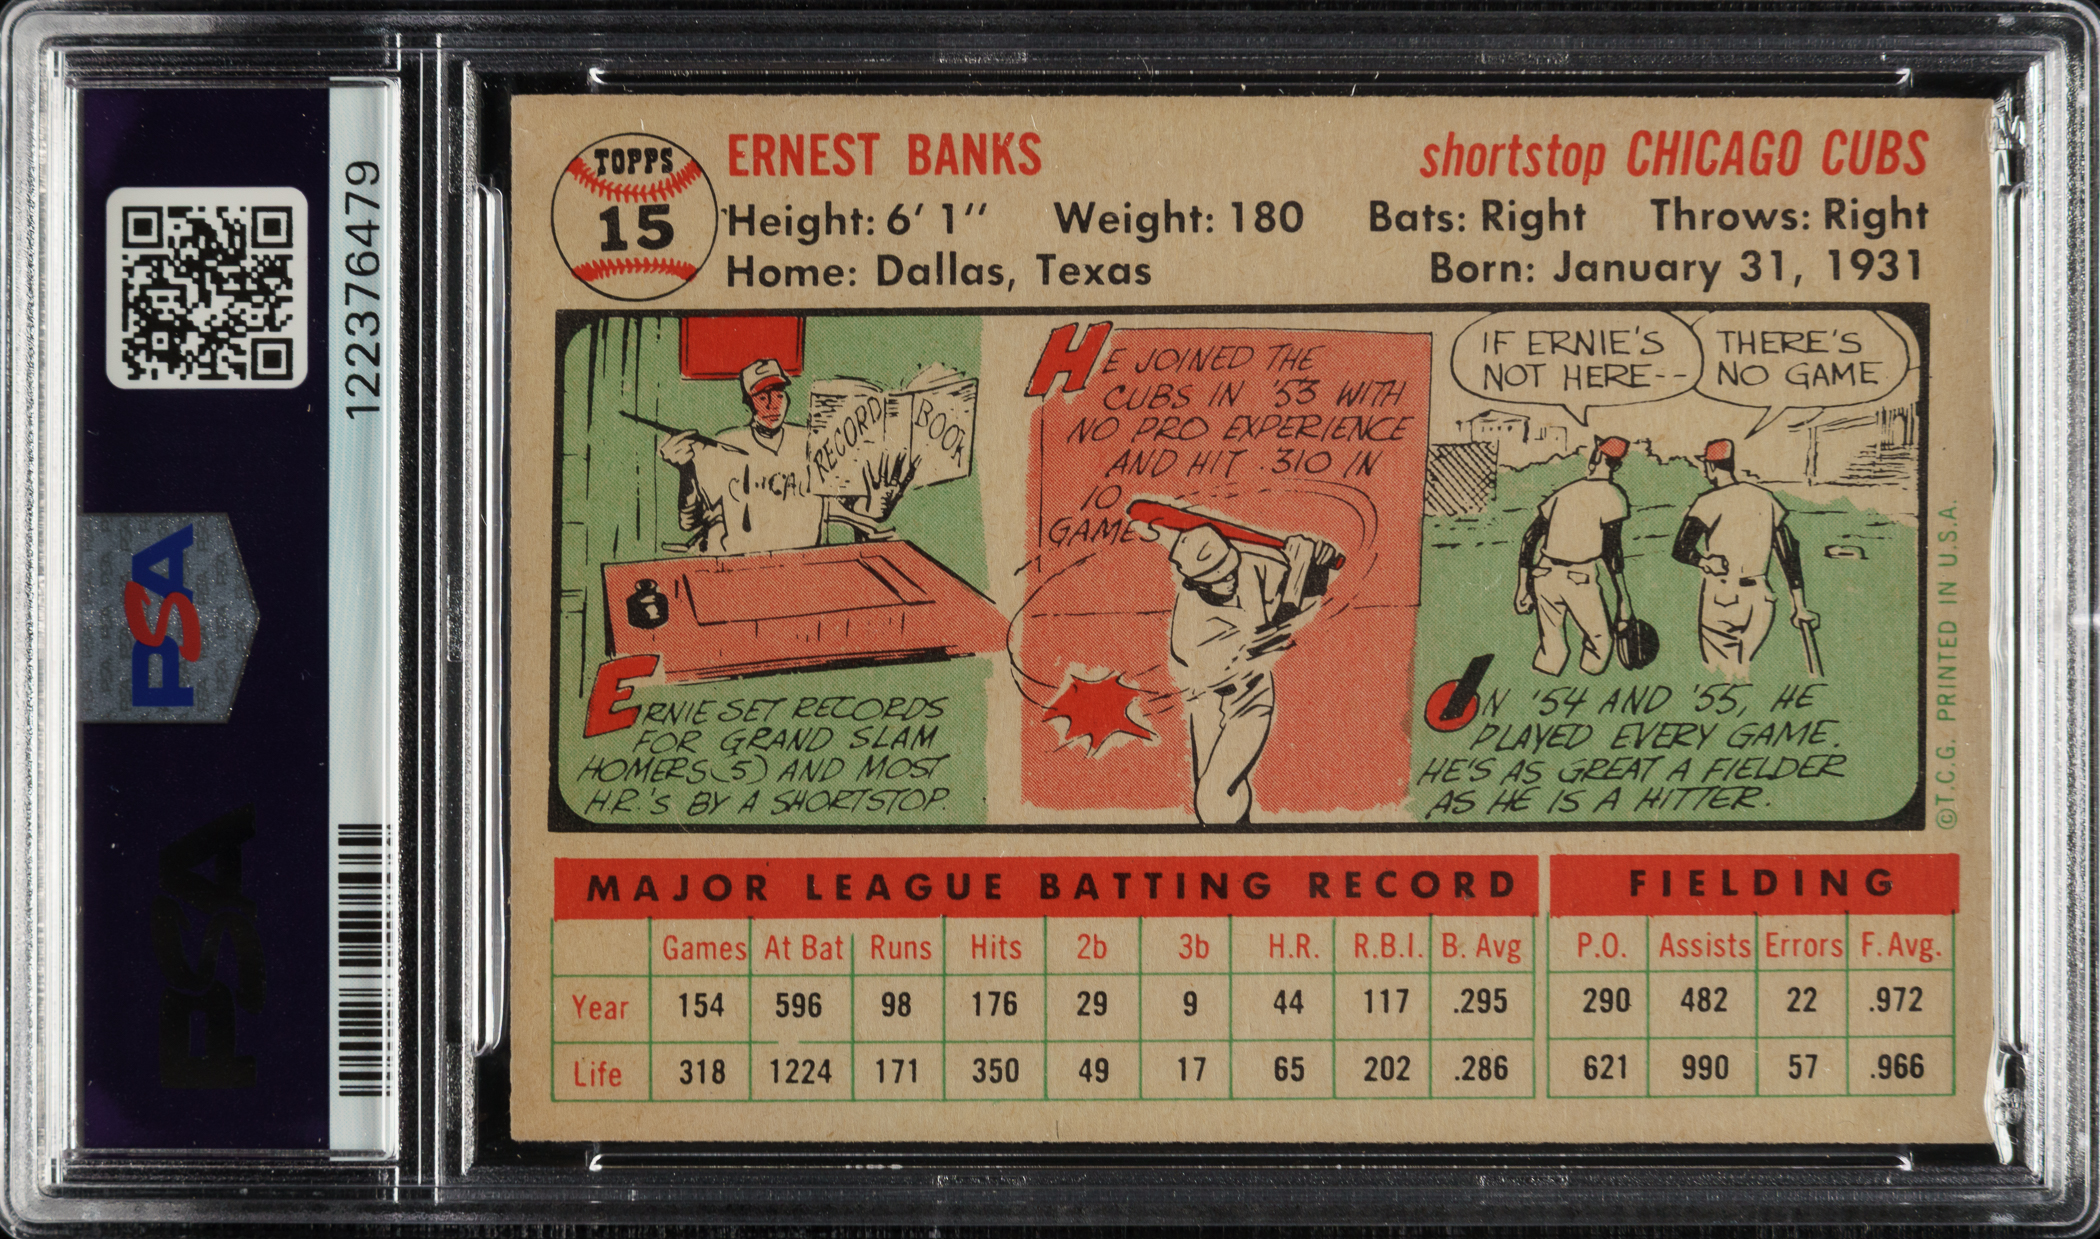 122376479
PSA
PSA
TOPPS
15
ERNEST BANKS
shortstop CHICAGO CUBS
Height: 6' 1" Weight: 180 Bats: Right Throws: Right
Home: Dallas, Texas
Born: January 31, 1931
RECORD BOOK
CHICAG
ERNIE SET RECORDS
FOR GRAND SLAM
HOMERS (5) AND MOST
H.R.'S BY A SHORTSTOP.
HE JOINED THE
CUBS IN '53 WITH
NO PRO EXPERIENCE
AND HIT .310 IN
10
GAMES
IF ERNIE'S
NOT HERE--
THERE'S
NO GAME
ON '54 AND '55, HE
PLAYED EVERY GAME.
HE'S AS GREAT A FIELDER
AS HE IS A HITTER.
©T.C.G. PRINTED IN U.S.A.
MAJOR LEAGUE BATTING RECORD
Games At Bat Runs Hits 2b 3b H.R. R.B.I. B. Avg
Year 154 596 98 176 29 9 44 117 .295
Life 318 1224 171 350 49 17 65 202 .286
FIELDING
P.O. Assists Errors F. Avg.
290 482 22 .972
621 990 57 .966